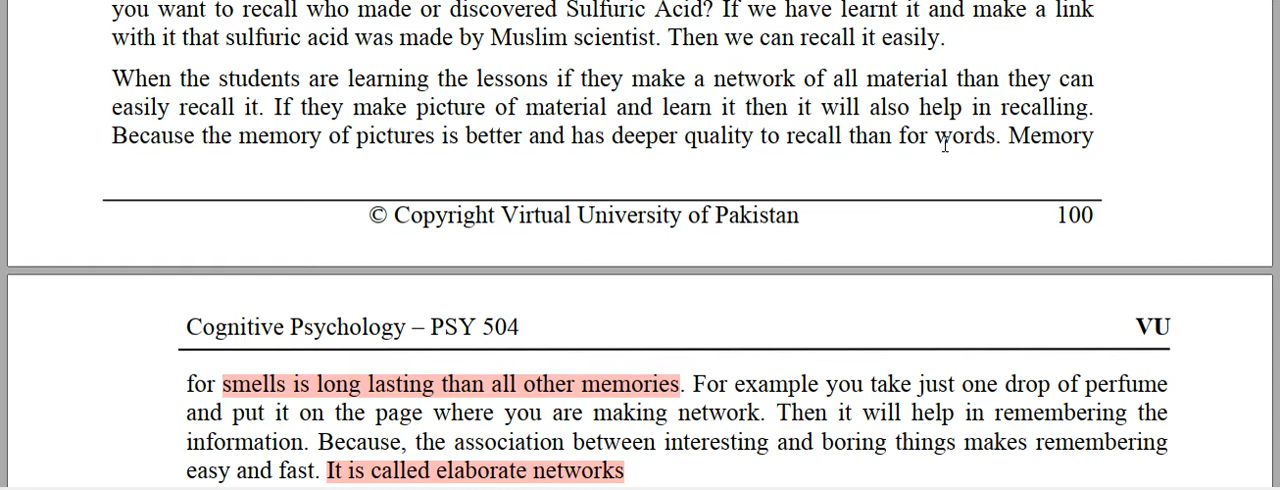 you want to recall who made or discovered Sulfuric Acid? If we have learnt it and make a link
with it that sulfuric acid was made by Muslim scientist. Then we can recall it easily.
When the students are learning the lessons if they make a network of all material than they can
easily recall it. If they make picture of material and learn it then it will also help in recalling.
Because the memory of pictures is better and has deeper quality to recall than for words. Memory
© Copyright Virtual University of Pakistan 100
Cognitive Psychology – PSY 504 VU
for smells is long lasting than all other memories. For example you take just one drop of perfume
and put it on the page where you are making network. Then it will help in remembering the
information. Because, the association between interesting and boring things makes remembering
easy and fast. It is called elaborate networks